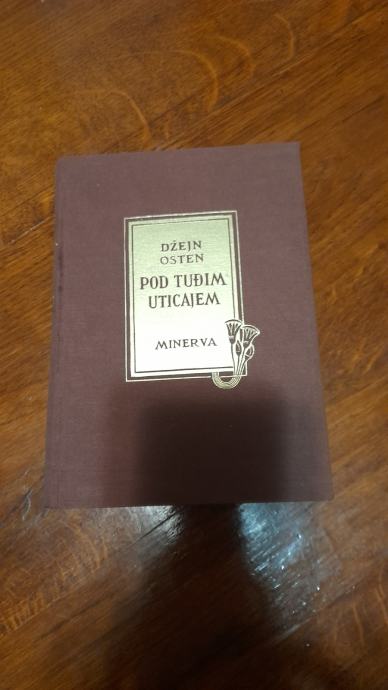 DŽEJN
OSTEN
POD TUĐIM
UTICAJEM
MINERVA